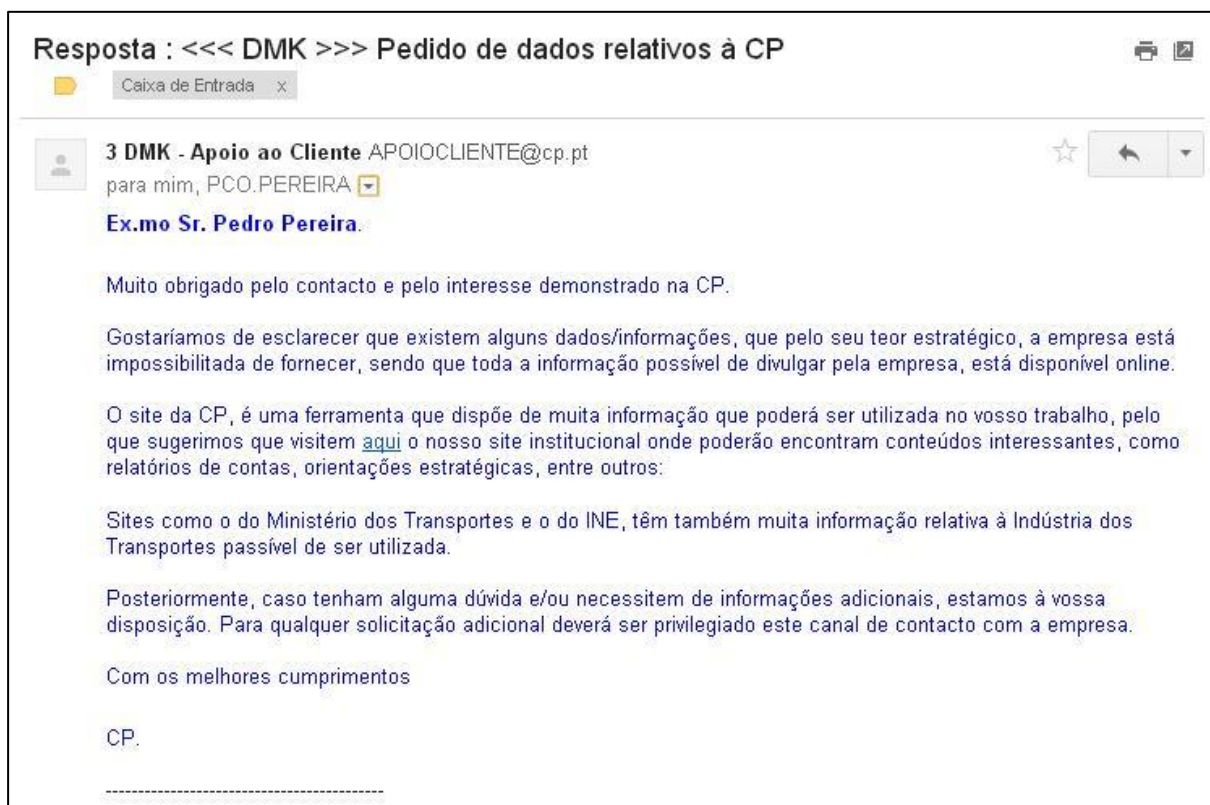 Resposta : <<< DMK >>> Pedido de dados relativos à CP
Caixa de Entrada x
3 DMK - Apoio ao Cliente APOIOCLIENTE@cp.pt
para mim, PCO.PEREIRA
Ex.mo Sr. Pedro Pereira.
Muito obrigado pelo contacto e pelo interesse demonstrado na CP.
Gostaríamos de esclarecer que existem alguns dados/informações, que pelo seu teor estratégico, a empresa está
impossibilitada de fornecer, sendo que toda a informação possível de divulgar pela empresa, está disponível online.
O site da CP, é uma ferramenta que dispõe de muita informação que poderá ser utilizada no vosso trabalho, pelo
que sugerimos que visitem aqui o nosso site institucional onde poderão encontram conteúdos interessantes, como
relatórios de contas, orientações estratégicas, entre outros:
Sites como o do Ministério dos Transportes e o do INE, têm também muita informação relativa à Indústria dos
Transportes passível de ser utilizada.
Posteriormente, caso tenham alguma dúvida e/ou necessitem de informações adicionais, estamos à vossa
disposição. Para qualquer solicitação adicional deverá ser privilegiado este canal de contacto com a empresa.
Com os melhores cumprimentos
CP.
-------------------------------------------